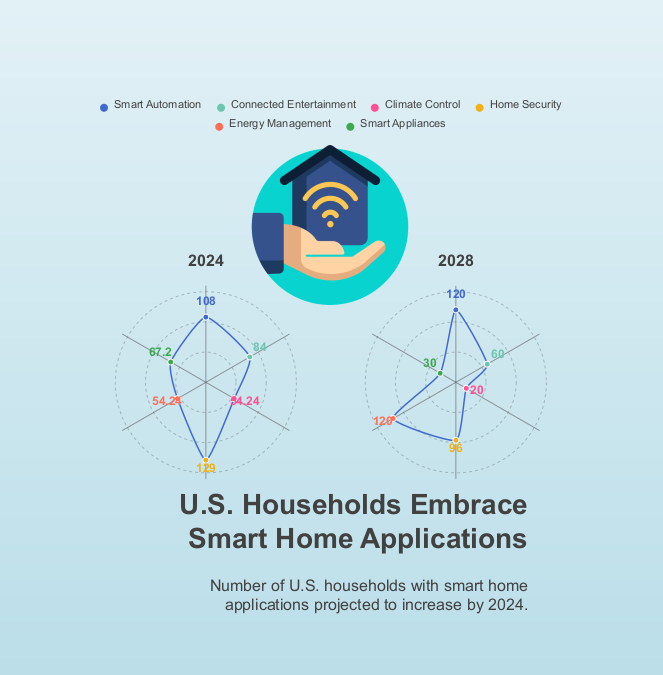 Smart Automation Connected Entertainment Climate Control Home Security
Energy Management Smart Appliances
2024
108
84
67.2
54.24
54.24
129
2028
120
60
30
20
120
96
U.S. Households Embrace
Smart Home Applications
Number of U.S. households with smart home
applications projected to increase by 2024.